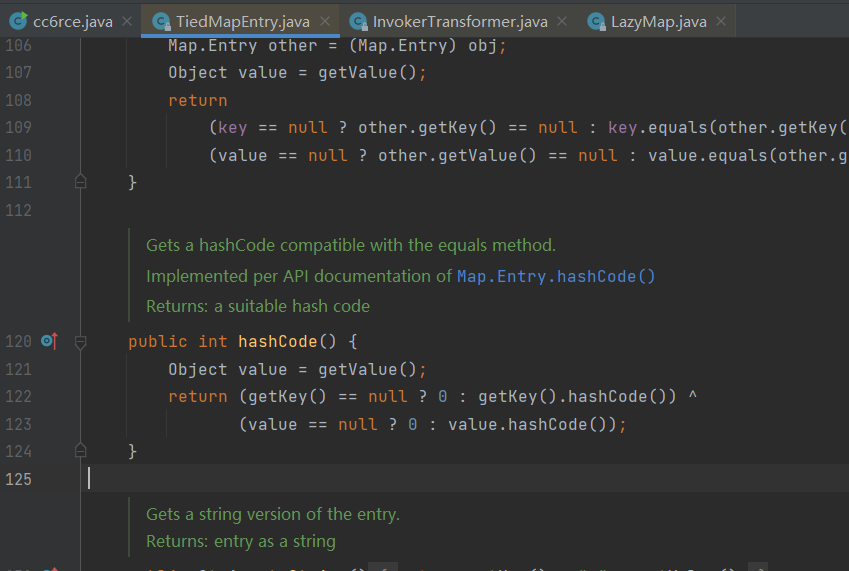 cc6rce.java TiedMapEntry.java InvokerTransformer.java LazyMap.java
106 Map.Entry other = (Map.Entry) obj;
107 Object value = getValue();
108 return
109 (key == null ? other.getKey() == null : key.equals(other.getKey(
110 (value == null ? other.getValue() == null : value.equals(other.g
111 }
112
Gets a hashCode compatible with the equals method.
Implemented per API documentation of Map.Entry.hashCode()
Returns: a suitable hash code
120 public int hashCode() {
121 Object value = getValue();
122 return (getKey() == null ? 0 : getKey().hashCode()) ^
123 (value == null ? 0 : value.hashCode());
124 }
125
Gets a string version of the entry.
Returns: entry as a string